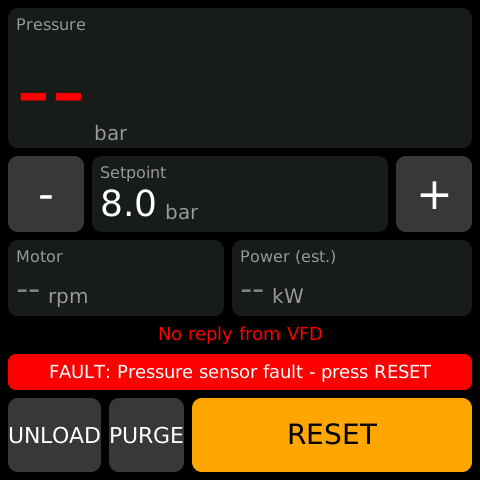 Pressure
-- bar
- Setpoint +
8.0 bar
Motor Power (est.)
-- rpm -- kW
No reply from VFD
FAULT: Pressure sensor fault - press RESET
UNLOAD PURGE RESET